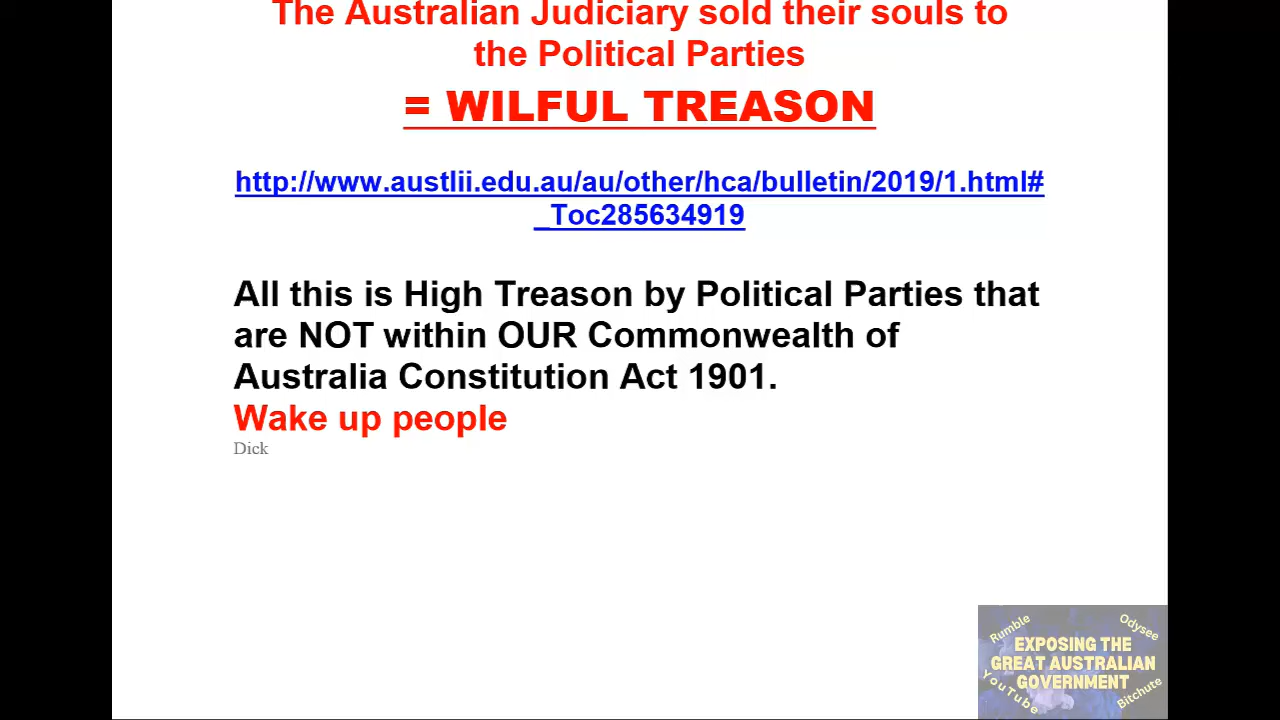 The Australian Judiciary sold their souls to
the Political Parties
= WILFUL TREASON
http://www.austlii.edu.au/au/other/hca/bulletin/2019/1.html#
_Toc285634919
All this is High Treason by Political Parties that
are NOT within OUR Commonwealth of
Australia Constitution Act 1901.
Wake up people
Dick
Rumble
Odysee
EXPOSING THE
GREAT AUSTRALIAN
GOVERNMENT
YouTube
Bitchute